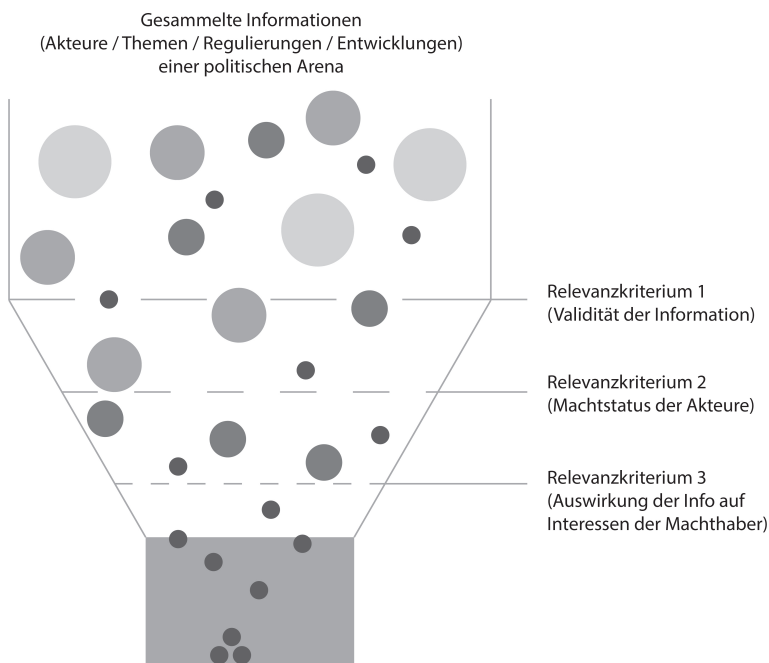 Gesammelte Informationen
(Akteure / Themen / Regulierungen / Entwicklungen)
einer politischen Arena
Relevanzkriterium 1
(Validität der Information)
Relevanzkriterium 2
(Machtstatus der Akteure)
Relevanzkriterium 3
(Auswirkung der Info auf
Interessen der Machthaber)